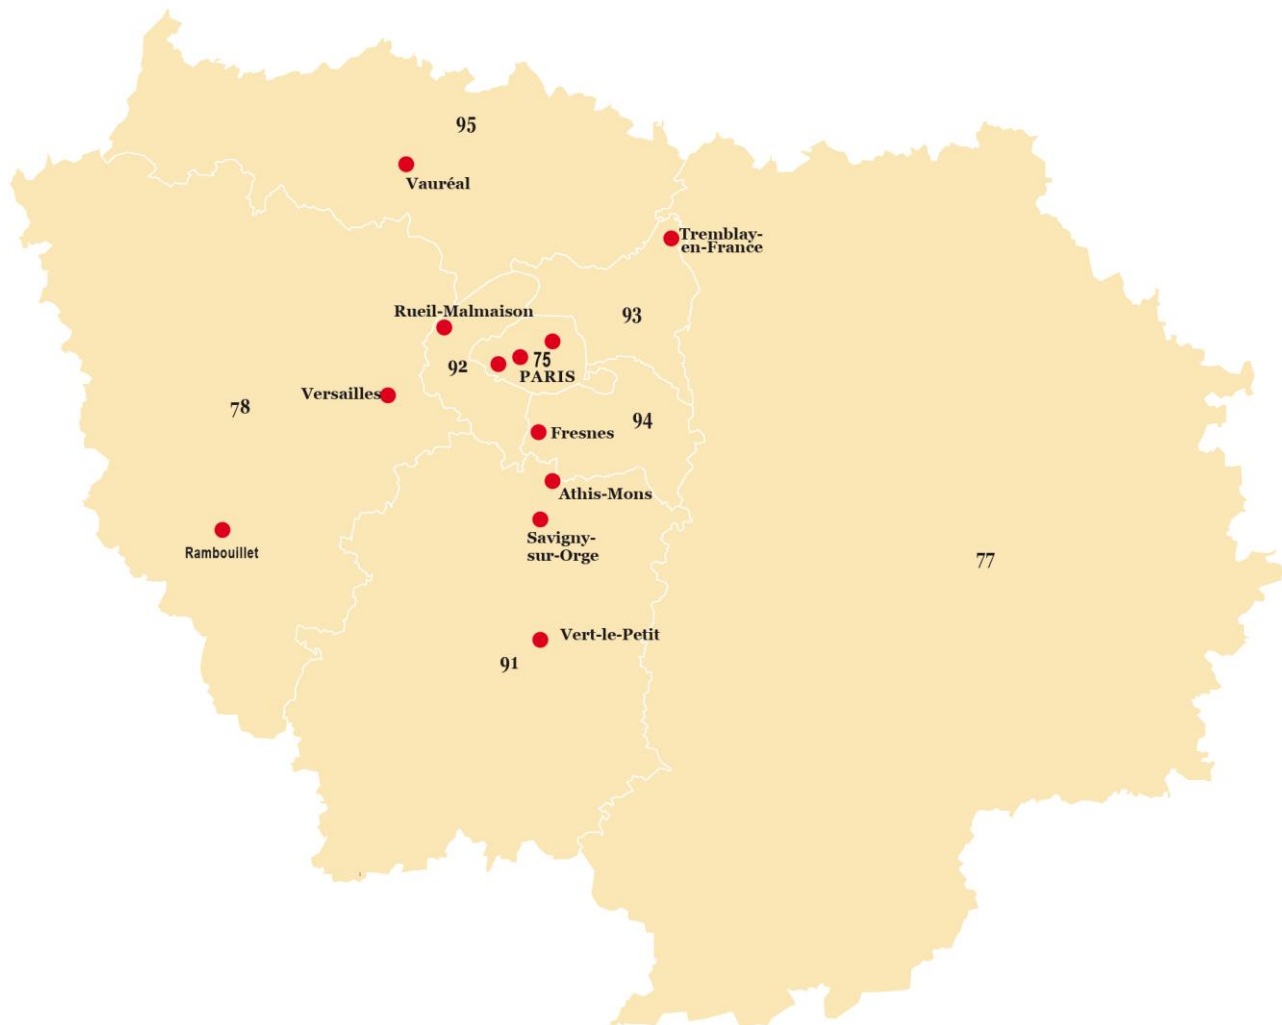 95
Vauréal
Tremblay-
en-France
Rueil-Malmaison
93
75
92
PARIS
Versailles
78
94
Fresnes
Athis-Mons
Savigny-
sur-Orge
Rambouillet
77
Vert-le-Petit
91